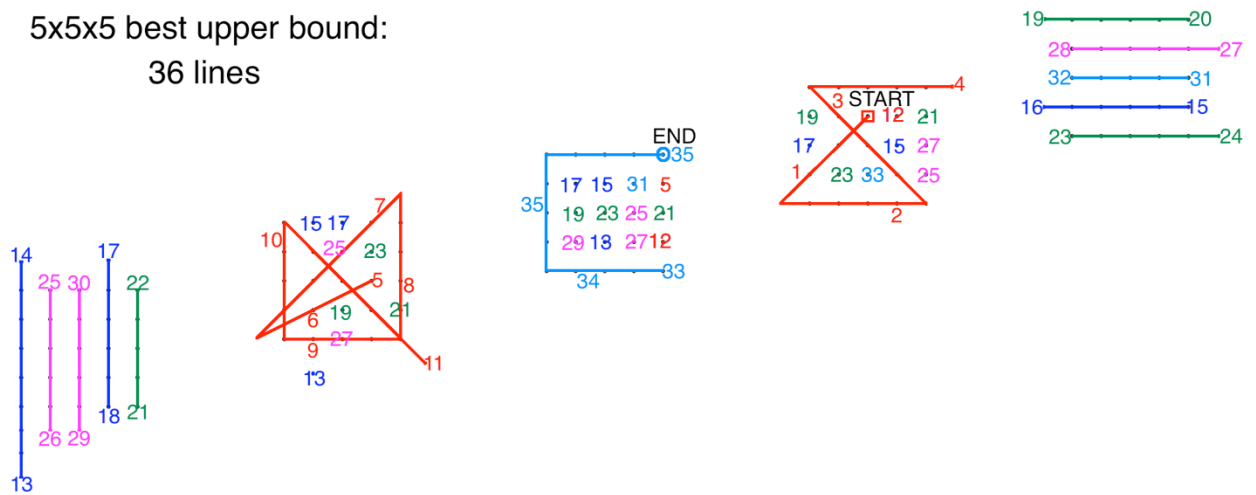 5x5x5 best upper bound:
36 lines
19 20
28 27
32 31
16 15
23 24
4
3 START
19 12 21
17 15 27
1 23 33 25
2
END
35
17 15 31 5
35 19 23 25 21
29 13 27 12
34 33
7
10 15 17
25 23
5
8
6 19 21
9 27
11
13
14 25 30 17 22
26 29 18 21
13